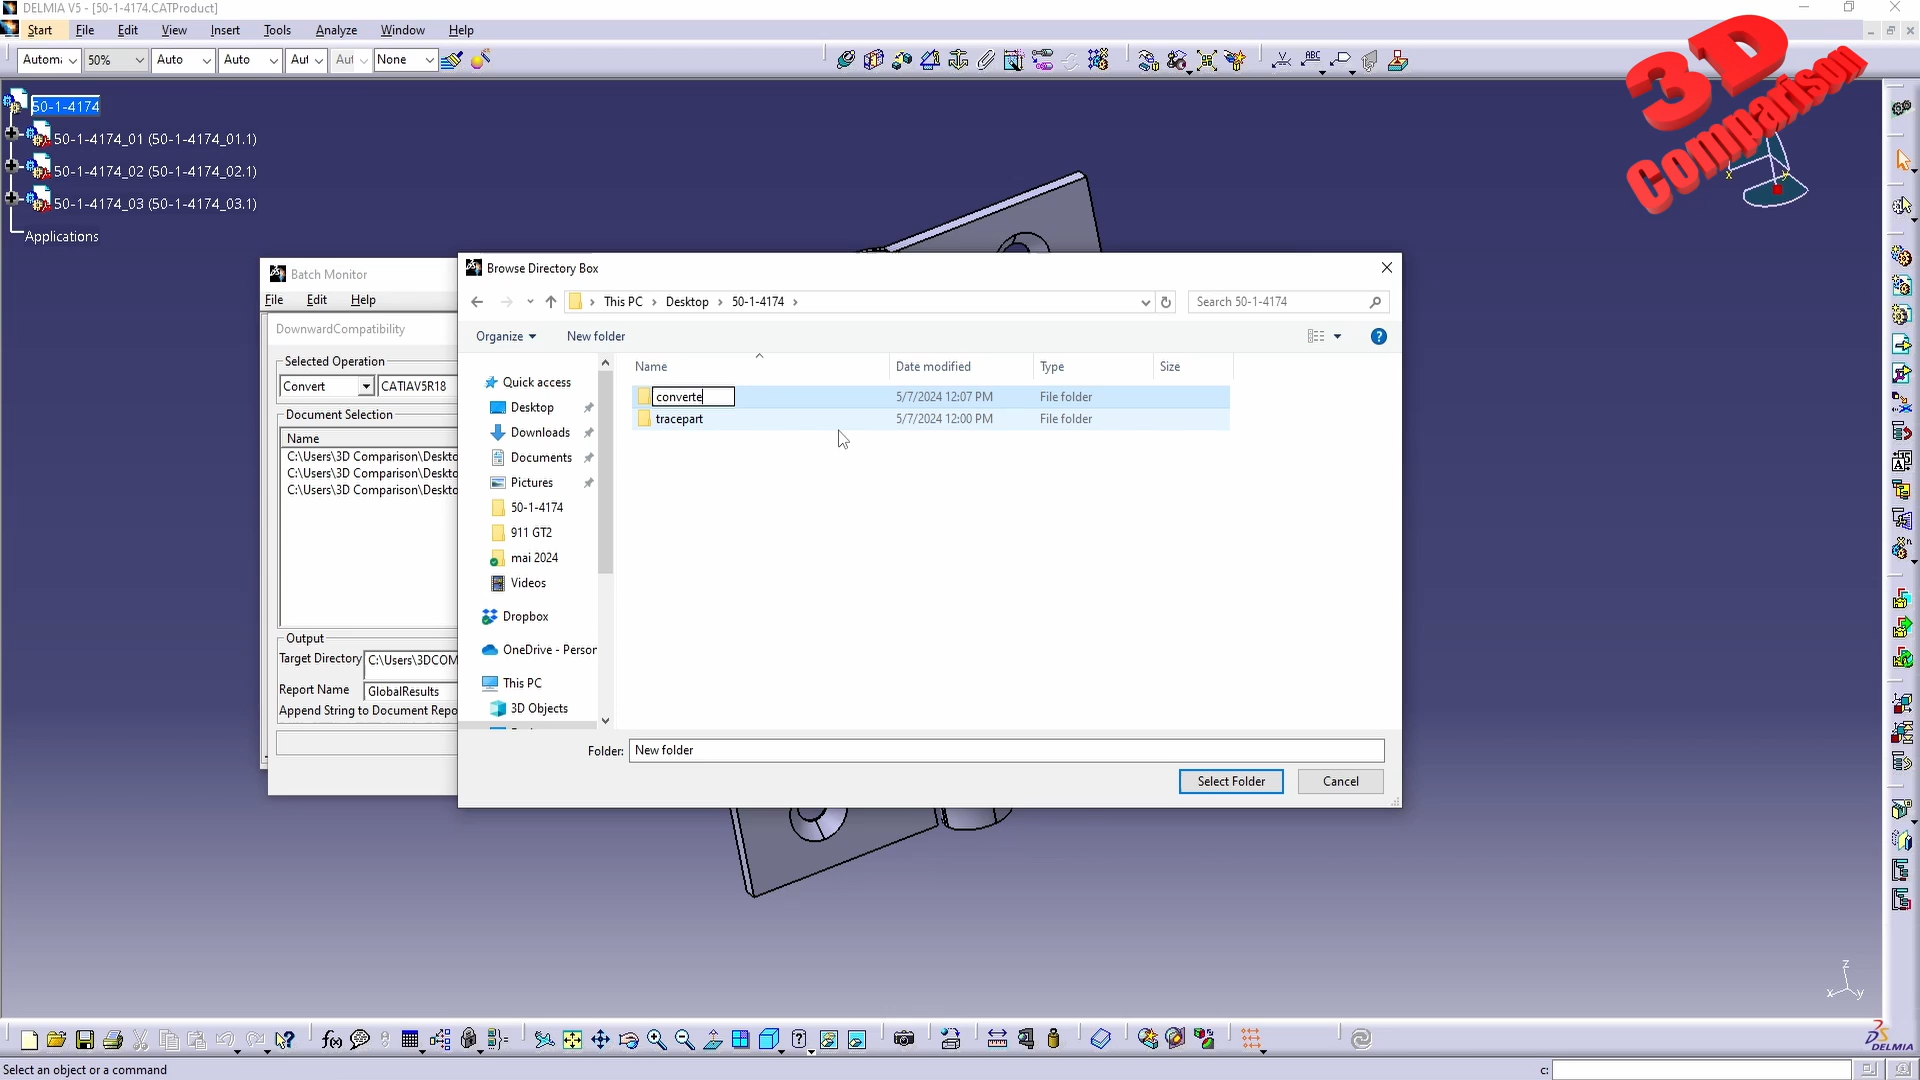 DELMIA V5 - [50-1-4174.CATProduct]
Start File Edit View Insert Tools Analyze Window Help
Autom 50% Auto Auto Aut Aut None
3D
Comparison
50-1-4174
50-1-4174_01 (50-1-4174_01.1)
50-1-4174_02 (50-1-4174_02.1)
50-1-4174_03 (50-1-4174_03.1)
Applications
Batch Monitor
File Edit Help
DownwardCompatibility
Selected Operation
Convert CATIAV5R18
Document Selection
Name
C:\Users\3D Comparison\Deskto
C:\Users\3D Comparison\Deskto
C:\Users\3D Comparison\Deskto
Output
Target Directory C:\Users\3DCOM
Report Name GlobalResults
Append String to Document Repo
Browse Directory Box
This PC > Desktop > 50-1-4174 >
Search 50-1-4174
Organize New folder
Name Date modified Type Size
converte 5/7/2024 12:07 PM File folder
tracepart 5/7/2024 12:00 PM File folder
Quick access
Desktop
Downloads
Documents
Pictures
50-1-4174
911 GT2
mai 2024
Videos
Dropbox
OneDrive - Person
This PC
3D Objects
Folder: New folder
Select Folder Cancel
x y
z
x y
DELMIA
Select an object or a command
c: